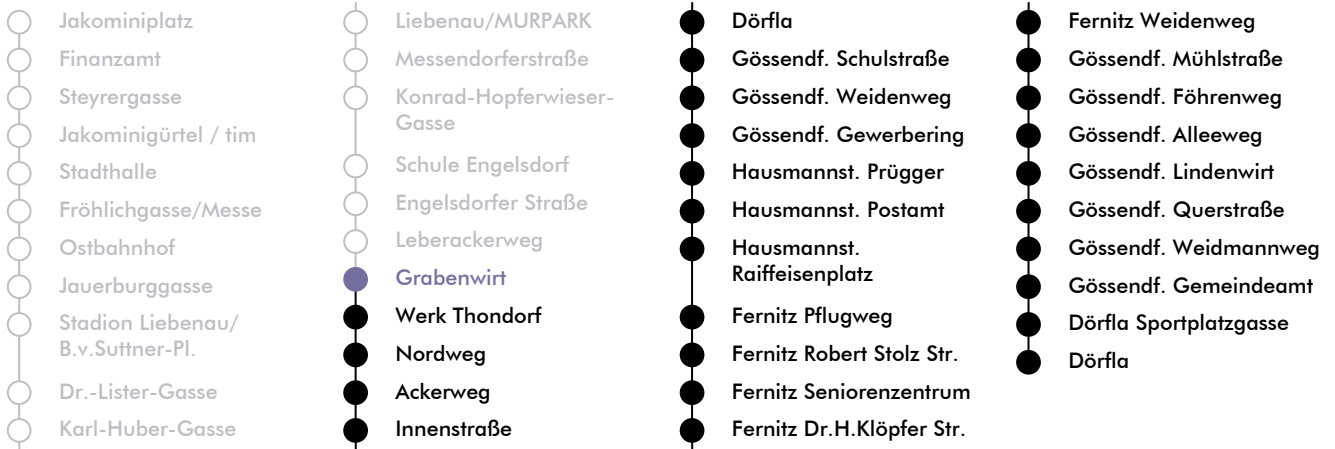 Jakominiplatz
Finanzamt
Steyrergasse
Jakominigürtel / tim
Stadthalle
Fröhlichgasse/Messe
Ostbahnhof
Jauerburggasse
Stadion Liebenau/
B.v.Suttner-Pl.
Dr.-Lister-Gasse
Karl-Huber-Gasse
Liebenau/MURPARK
Messendorferstraße
Konrad-Hopferwieser-
Gasse
Schule Engelsdorf
Engelsdorfer Straße
Leberackerweg
Grabenwirt
Werk Thondorf
Nordweg
Ackerweg
Innenstraße
Dörfla
Gössendf. Schulstraße
Gössendf. Weidenweg
Gössendf. Gewerbering
Hausmannst. Prügger
Hausmannst. Postamt
Hausmannst.
Raiffeisenplatz
Fernitz Pflugweg
Fernitz Robert Stolz Str.
Fernitz Seniorenzentrum
Fernitz Dr.H.Klöpfer Str.
Fernitz Weidenweg
Gössendf. Mühlstraße
Gössendf. Föhrenweg
Gössendf. Alleeweg
Gössendf. Lindenwirt
Gössendf. Querstraße
Gössendf. Weidmannweg
Gössendf. Gemeindeamt
Dörfla Sportplatzgasse
Dörfla